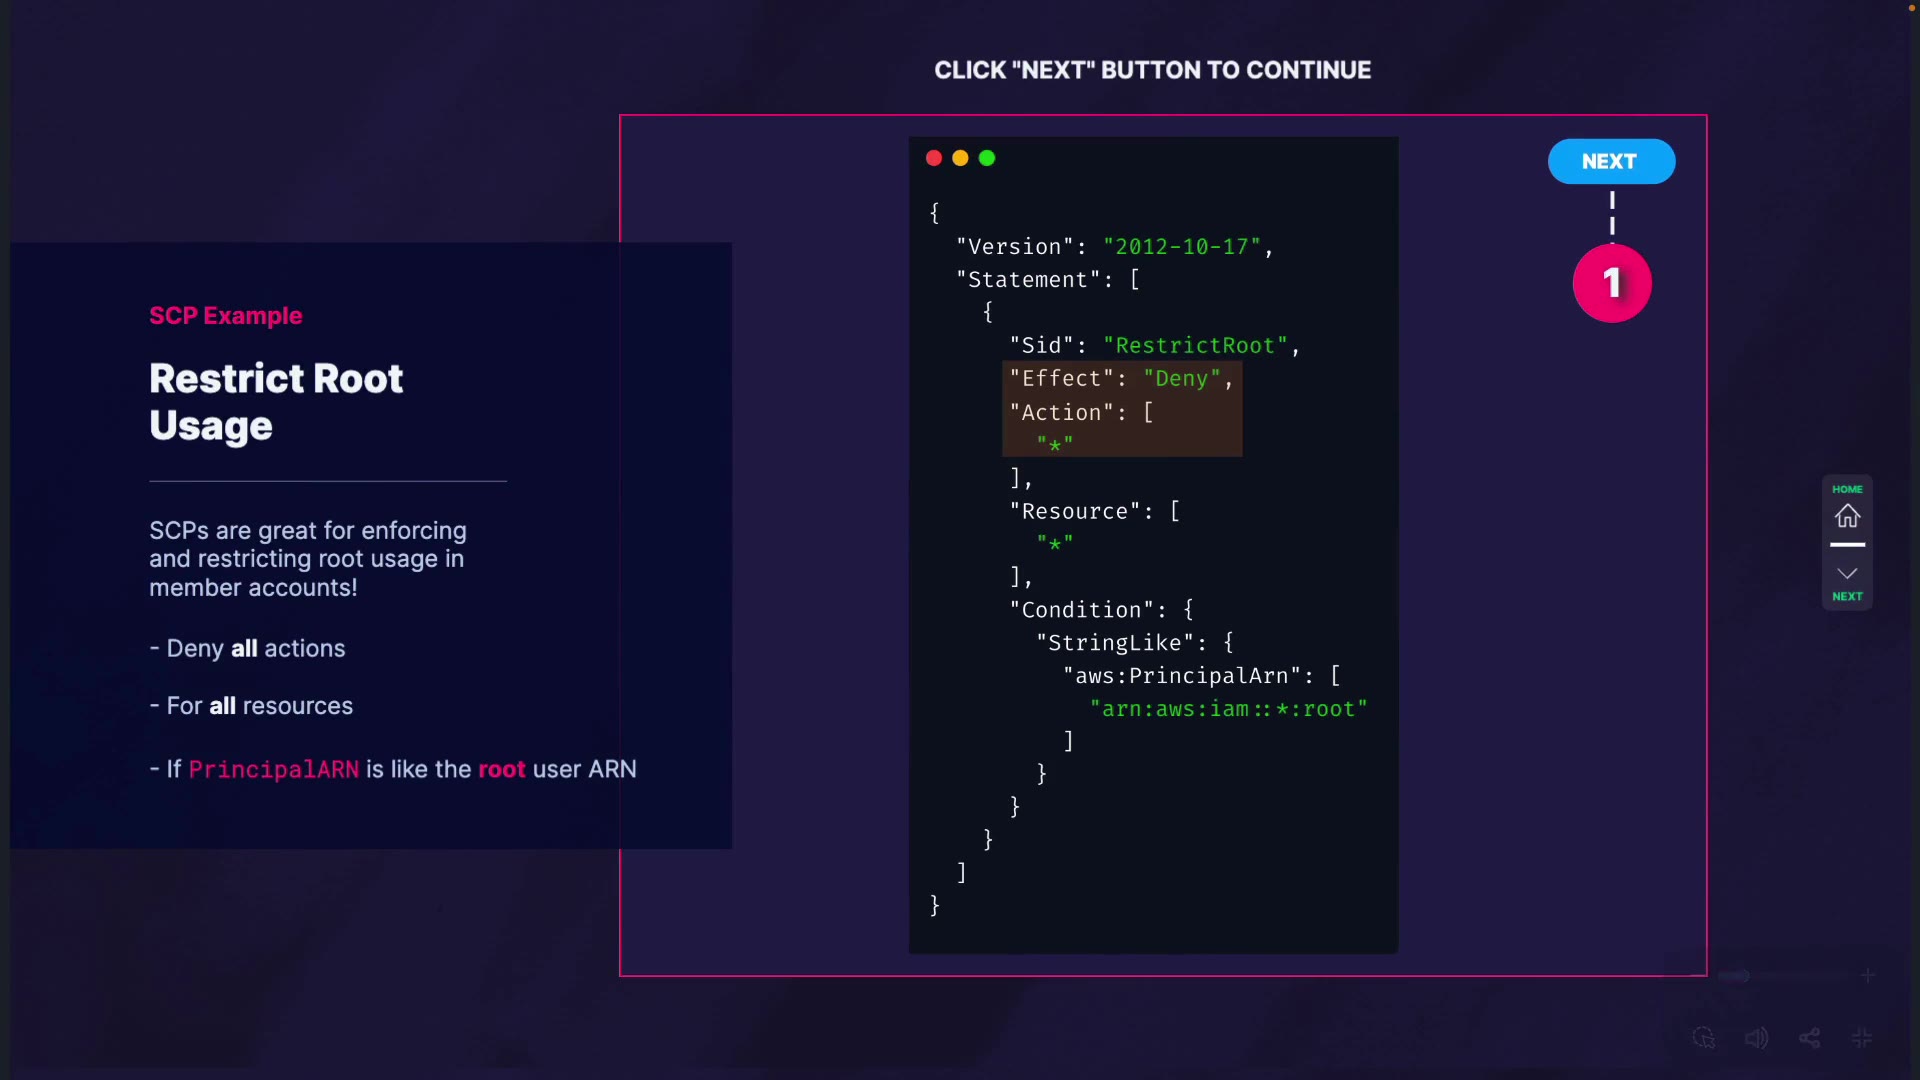 CLICK "NEXT" BUTTON TO CONTINUE
SCP Example
Restrict Root
Usage
SCPs are great for enforcing
and restricting root usage in
member accounts!
- Deny all actions
- For all resources
- If PrincipalARN is like the root user ARN
{
"Version": "2012-10-17",
"Statement": [
{
"Sid": "RestrictRoot",
"Effect": "Deny",
"Action": [
"*"
],
"Resource": [
"*"
],
"Condition": {
"StringLike": {
"aws:PrincipalArn": [
"arn:aws:iam::*:root"
]
}
}
}
]
}
NEXT
1
HOME
NEXT